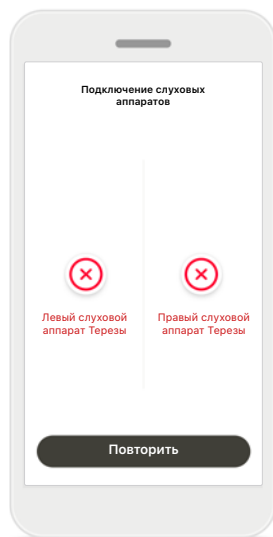 Подключение слуховых
аппаратов
Левый слуховой
аппарат Терезы
Правый слуховой
аппарат Терезы
Повторить